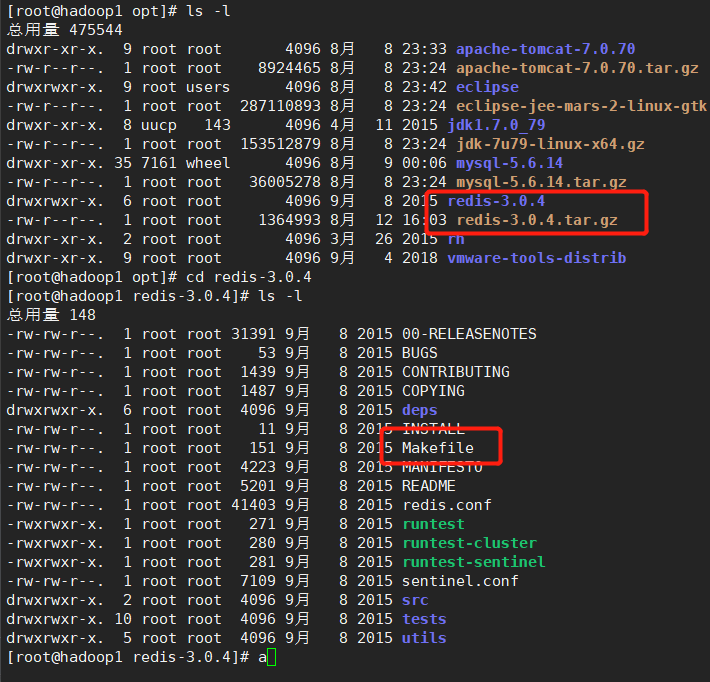 [root@hadoop1 opt]# ls -l
总用量 475544
drwxr-xr-x.  9 root root       4096 8月   8 23:33 apache-tomcat-7.0.70
-rw-r--r--.  1 root root    8924465 8月   8 23:24 apache-tomcat-7.0.70.tar.gz
drwxrwxr-x.  9 root users      4096 8月   8 23:42 eclipse
-rw-r--r--.  1 root root  287110893 8月   8 23:24 eclipse-jee-mars-2-linux-gtk
drwxr-xr-x.  8 uucp   143      4096 4月  11 2015 jdk1.7.0_79
-rw-r--r--.  1 root root  153512879 8月   8 23:24 jdk-7u79-linux-x64.gz
drwxr-xr-x. 35 7161 wheel      4096 8月   9 00:06 mysql-5.6.14
-rw-r--r--.  1 root root   36005278 8月   8 23:24 mysql-5.6.14.tar.gz
drwxrwxr-x.  6 root root       4096 9月   8 2015 redis-3.0.4
-rw-r--r--.  1 root root    1364993 8月  12 16:03 redis-3.0.4.tar.gz
drwxr-xr-x.  2 root root       4096 3月  26 2015 rh
drwxr-xr-x.  9 root root       4096 9月   4 2018 vmware-tools-distrib
[root@hadoop1 opt]# cd redis-3.0.4
[root@hadoop1 redis-3.0.4]# ls -l
总用量 148
-rw-rw-r--.  1 root root 31391 9月   8 2015 00-RELEASENOTES
-rw-rw-r--.  1 root root    53 9月   8 2015 BUGS
-rw-rw-r--.  1 root root  1439 9月   8 2015 CONTRIBUTING
-rw-rw-r--.  1 root root  1487 9月   8 2015 COPYING
drwxrwxr-x.  6 root root  4096 9月   8 2015 deps
-rw-rw-r--.  1 root root    11 9月   8 2015 INSTALL
-rw-rw-r--.  1 root root   151 9月   8 2015 Makefile
-rw-rw-r--.  1 root root  4223 9月   8 2015 MANIFESTO
-rw-rw-r--.  1 root root  5201 9月   8 2015 README
-rw-rw-r--.  1 root root 41403 9月   8 2015 redis.conf
-rwxrwxr-x.  1 root root   271 9月   8 2015 runtest
-rwxrwxr-x.  1 root root   280 9月   8 2015 runtest-cluster
-rwxrwxr-x.  1 root root   281 9月   8 2015 runtest-sentinel
-rw-rw-r--.  1 root root  7109 9月   8 2015 sentinel.conf
drwxrwxr-x.  2 root root  4096 9月   8 2015 src
drwxrwxr-x. 10 root root  4096 9月   8 2015 tests
drwxrwxr-x.  5 root root  4096 9月   8 2015 utils
[root@hadoop1 redis-3.0.4]# a